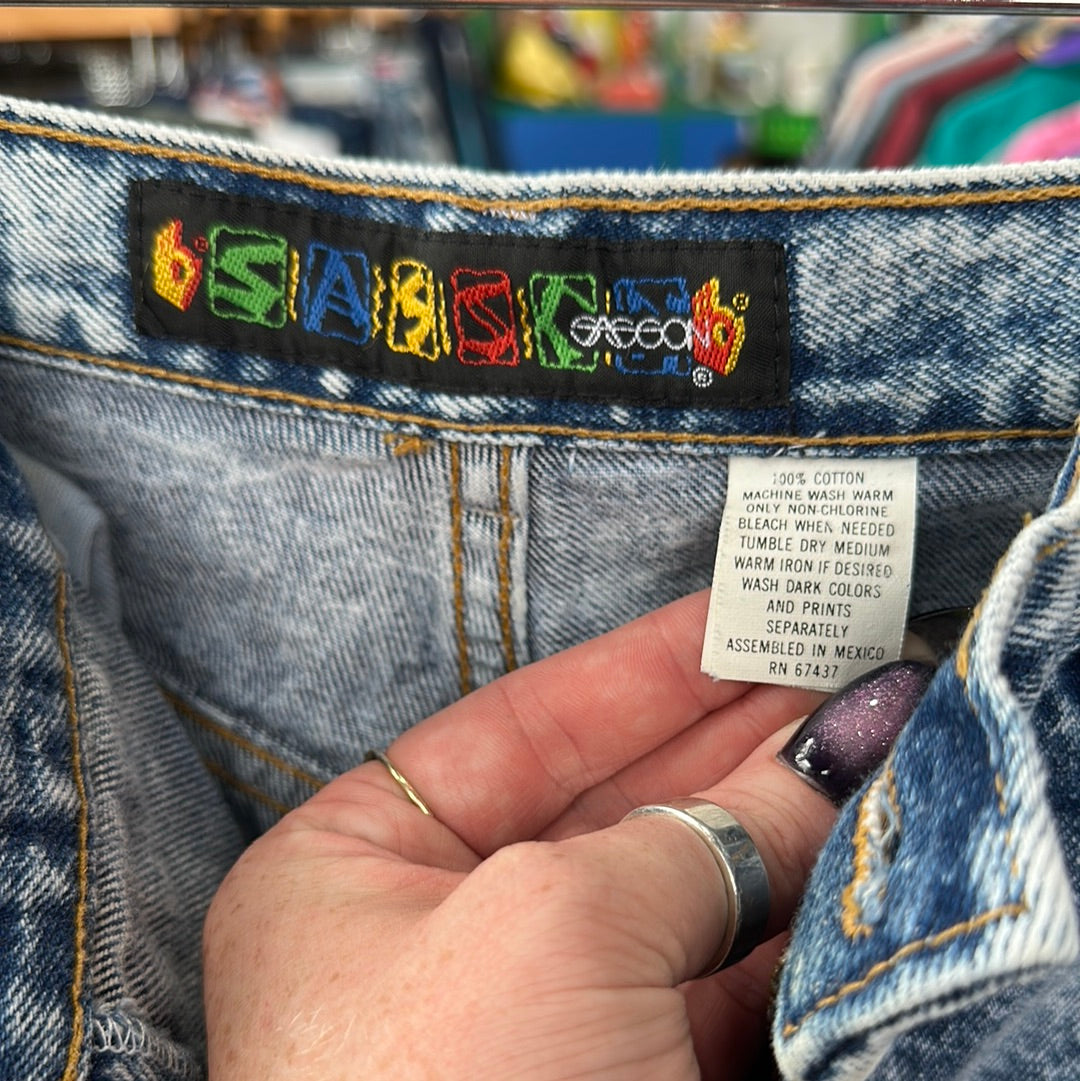 b® SASSCO b®
SASSON®
100% COTTON
MACHINE WASH WARM
ONLY NON-CHLORINE
BLEACH WHEN NEEDED
TUMBLE DRY MEDIUM
WARM IRON IF DESIRED
WASH DARK COLORS
AND PRINTS
SEPARATELY
ASSEMBLED IN MEXICO
RN 67437